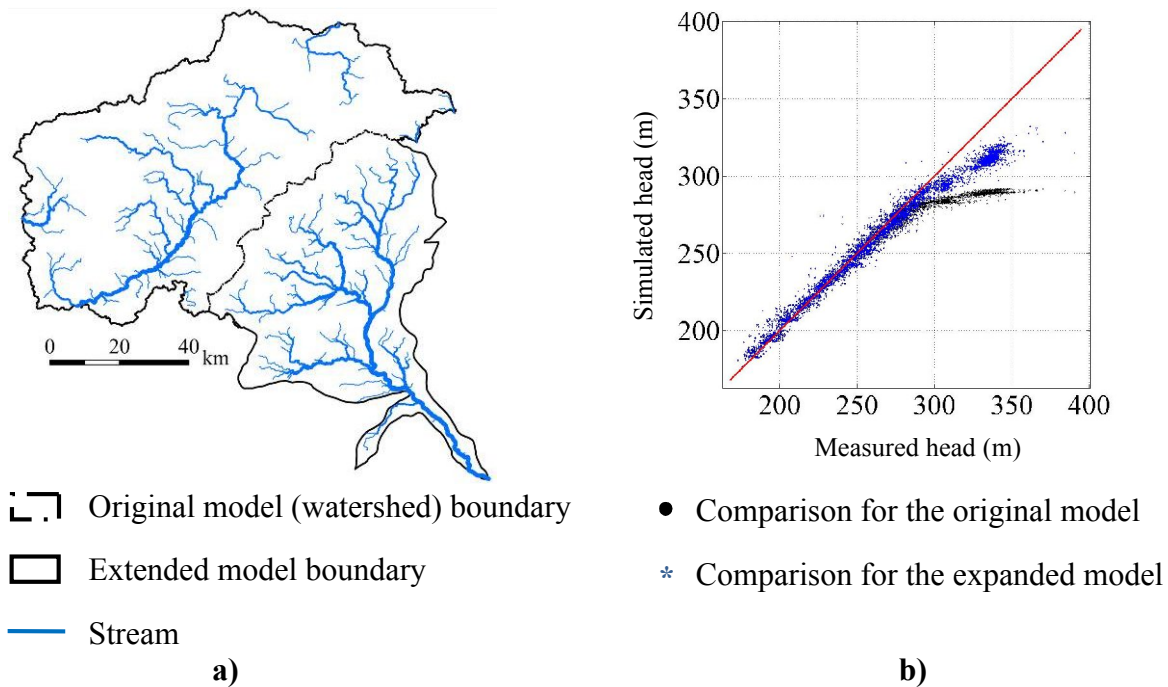 0 20 40 km
Original model (watershed) boundary
Extended model boundary
Stream
a)
400
350
300
250
200
Simulated head (m)
200 250 300 350 400
Measured head (m)
Comparison for the original model
* Comparison for the expanded model
b)